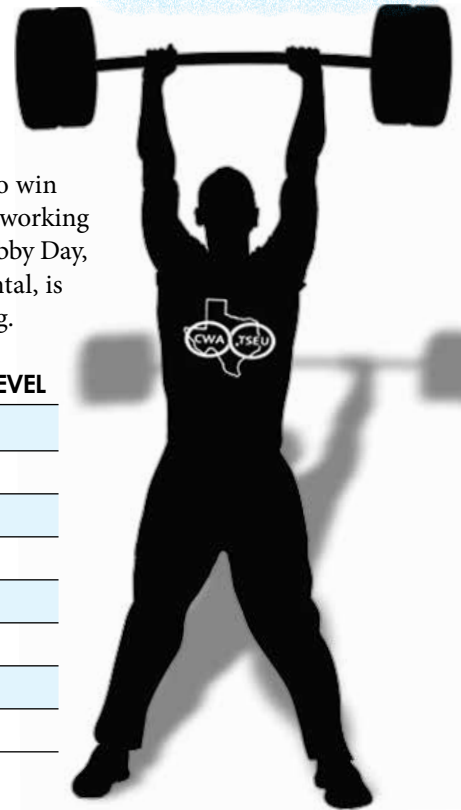 o win
working
bby Day,
ntal, is
g.
EVEL
CWA TSEU